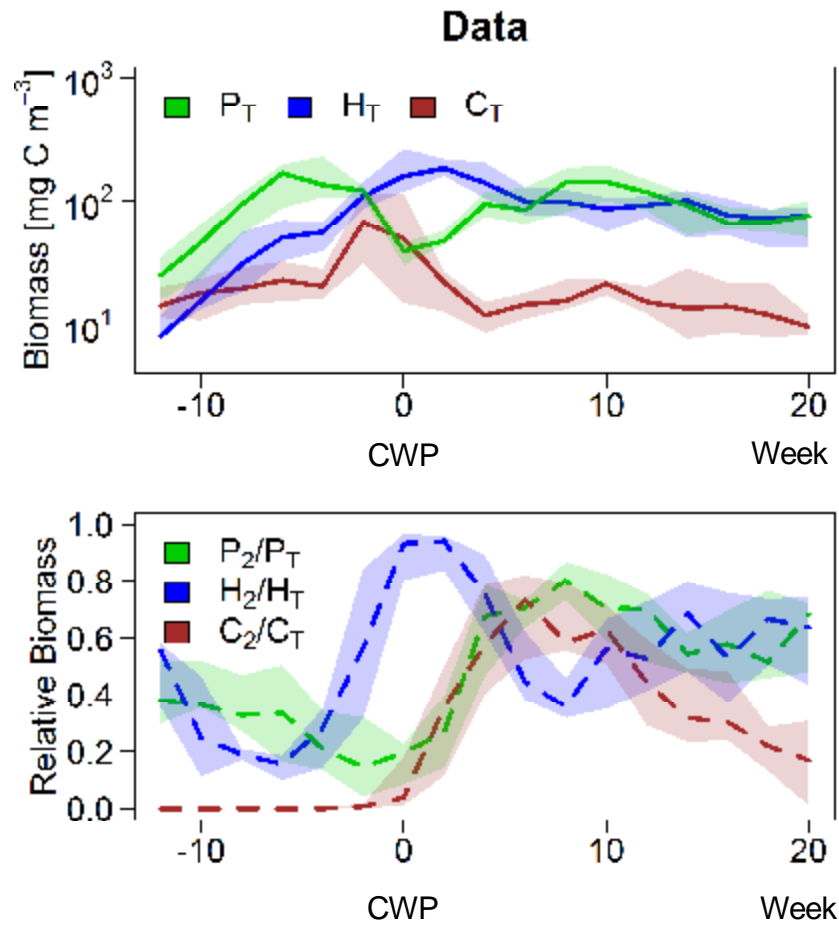 Data
Biomass [mg C m⁻³]
10³
10²
10¹
P_T H_T C_T
-10 0 10 20
CWP Week
Relative Biomass
1.0
0.8
0.6
0.4
0.2
0.0
P₂/P_T
H₂/H_T
C₂/C_T
-10 0 10 20
CWP Week